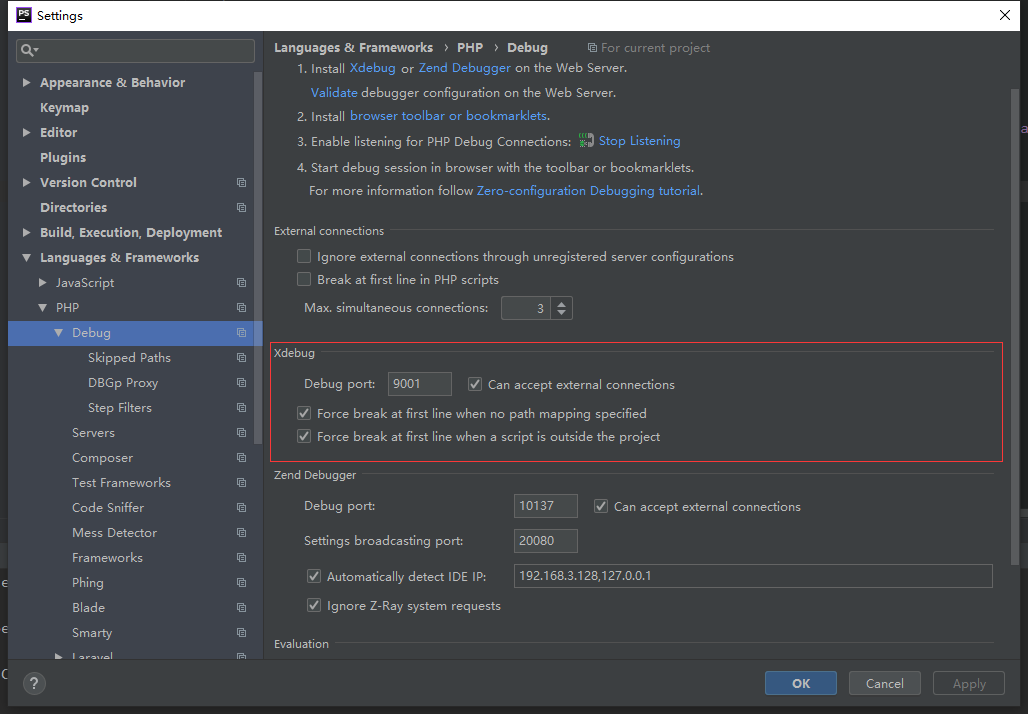 PS Settings
Languages & Frameworks › PHP › Debug For current project
Appearance & Behavior
Keymap
Editor
Plugins
Version Control
Directories
Build, Execution, Deployment
Languages & Frameworks
JavaScript
PHP
Debug
Skipped Paths
DBGp Proxy
Step Filters
Servers
Composer
Test Frameworks
Code Sniffer
Mess Detector
Frameworks
Phing
Blade
Smarty
Laravel
1. Install Xdebug or Zend Debugger on the Web Server.
Validate debugger configuration on the Web Server.
2. Install browser toolbar or bookmarklets.
3. Enable listening for PHP Debug Connections: Stop Listening
4. Start debug session in browser with the toolbar or bookmarklets.
For more information follow Zero-configuration Debugging tutorial.
External connections
Ignore external connections through unregistered server configurations
Break at first line in PHP scripts
Max. simultaneous connections: 3
Xdebug
Debug port: 9001 Can accept external connections
Force break at first line when no path mapping specified
Force break at first line when a script is outside the project
Zend Debugger
Debug port: 10137 Can accept external connections
Settings broadcasting port: 20080
Automatically detect IDE IP: 192.168.3.128,127.0.0.1
Ignore Z-Ray system requests
Evaluation
? OK Cancel Apply